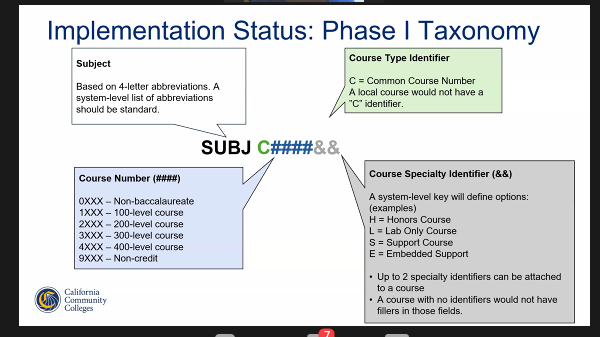 Implementation Status: Phase I Taxonomy
Subject
Based on 4-letter abbreviations. A
system-level list of abbreviations
should be standard.
Course Type Identifier
C = Common Course Number
A local course would not have a
"C" identifier.
SUBJ C####&&
Course Number (####)
0XXX – Non-baccalaureate
1XXX – 100-level course
2XXX – 200-level course
3XXX – 300-level course
4XXX – 400-level course
9XXX – Non-credit
Course Specialty Identifier (&&)
A system-level key will define options:
(examples)
H = Honors Course
L = Lab Only Course
S = Support Course
E = Embedded Support
• Up to 2 specialty identifiers can be attached
to a course
• A course with no identifiers would not have
fillers in those fields.
California
Community
Colleges
7